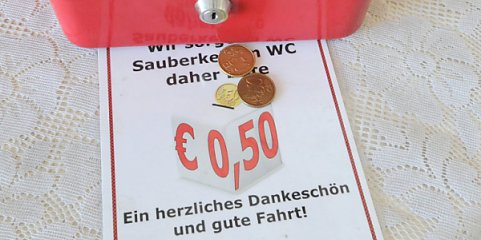 Wir
WC
daher
€ 0,50
Ein herzliches Dankeschön
und gute Fahrt!